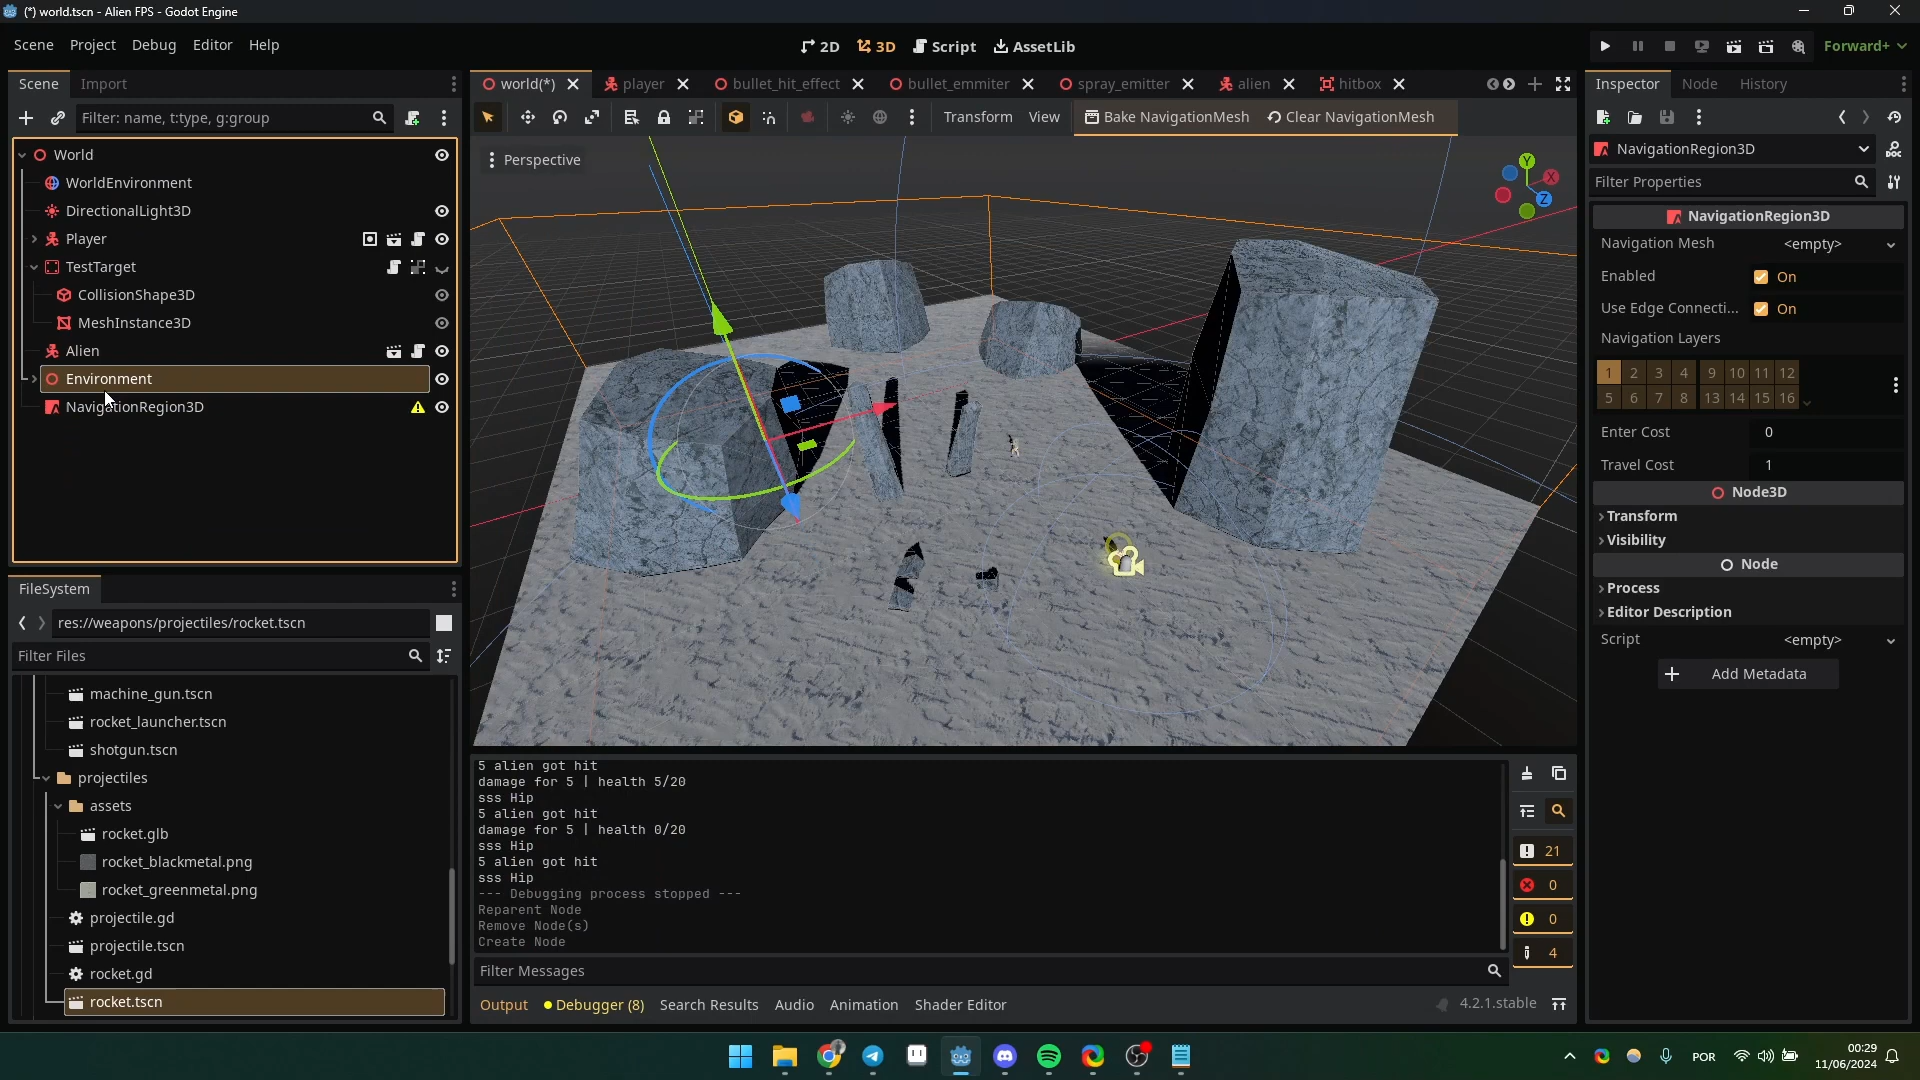 (*) world.tscn - Alien FPS - Godot Engine
Scene Project Debug Editor Help
2D 3D Script AssetLib
Forward+
Scene Import
world(*) player bullet_hit_effect bullet_emmiter spray_emitter alien hitbox
Inspector Node History
Filter: name, t:type, g:group
Transform View Bake NavigationMesh Clear NavigationMesh
World
WorldEnvironment
DirectionalLight3D
Player
TestTarget
CollisionShape3D
MeshInstance3D
Alien
Environment
NavigationRegion3D
Perspective
Y
X
Z
NavigationRegion3D
Filter Properties
NavigationRegion3D
Navigation Mesh <empty>
Enabled On
Use Edge Connecti... On
Navigation Layers
1 2 3 4 9 10 11 12
5 6 7 8 13 14 15 16
Enter Cost 0
Travel Cost 1
Node3D
Transform
Visibility
Node
Process
Editor Description
Script <empty>
Add Metadata
FileSystem
res://weapons/projectiles/rocket.tscn
Filter Files
machine_gun.tscn
rocket_launcher.tscn
shotgun.tscn
projectiles
assets
rocket.glb
rocket_blackmetal.png
rocket_greenmetal.png
projectile.gd
projectile.tscn
rocket.gd
rocket.tscn
5 alien got hit
damage for 5 | health 5/20
sss Hip
5 alien got hit
damage for 5 | health 0/20
sss Hip
5 alien got hit
sss Hip
--- Debugging process stopped ---
Reparent Node
Remove Node(s)
Create Node
21
0
0
4
Filter Messages
Output Debugger (8) Search Results Audio Animation Shader Editor
4.2.1.stable
POR
00:29
11/06/2024